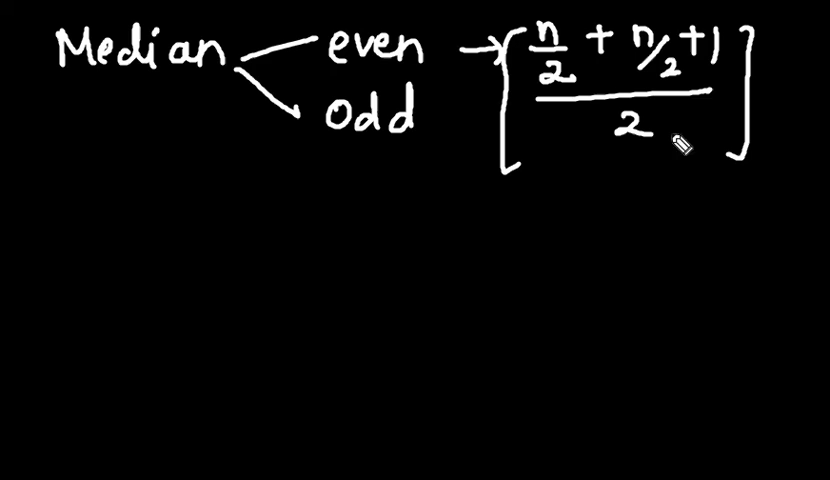 Median even → [n/2 + n/2 + 1
odd 2]